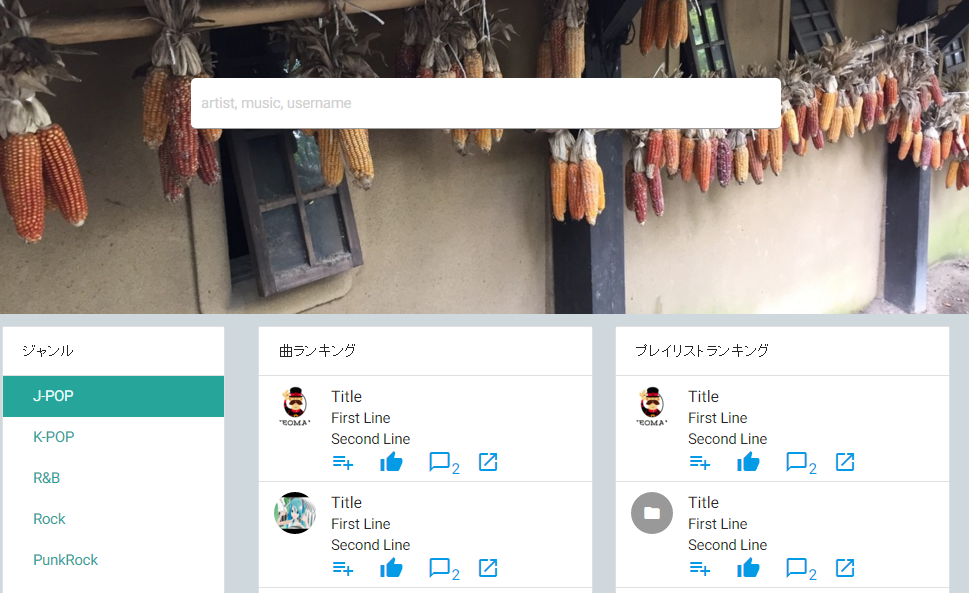 artist, music, username
ジャンル
J-POP
K-POP
R&B
Rock
PunkRock
曲ランキング
"EOMA"
Title
First Line
Second Line
2
Title
First Line
Second Line
2
プレイリストランキング
"EOMA"
Title
First Line
Second Line
2
Title
First Line
Second Line
2